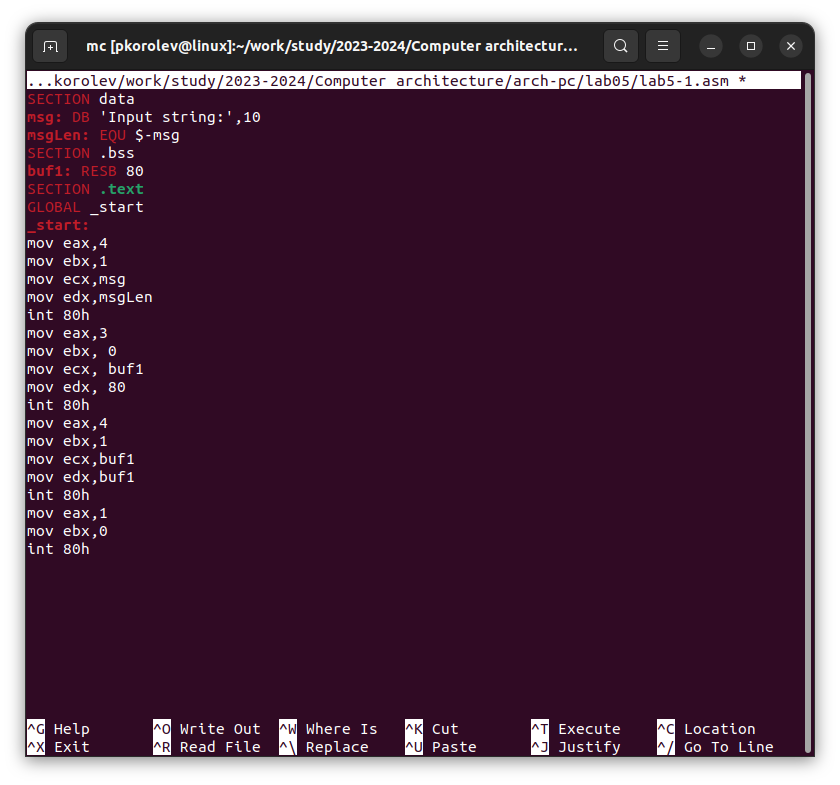 mc [pkorolev@linux]:~/work/study/2023-2024/Computer architectur...
...korolev/work/study/2023-2024/Computer architecture/arch-pc/lab05/lab5-1.asm *
SECTION data
msg: DB 'Input string:',10
msgLen: EQU $-msg
SECTION .bss
buf1: RESB 80
SECTION .text
GLOBAL _start
_start:
mov eax,4
mov ebx,1
mov ecx,msg
mov edx,msgLen
int 80h
mov eax,3
mov ebx, 0
mov ecx, buf1
mov edx, 80
int 80h
mov eax,4
mov ebx,1
mov ecx,buf1
mov edx,buf1
int 80h
mov eax,1
mov ebx,0
int 80h
^G Help ^O Write Out ^W Where Is ^K Cut ^T Execute ^C Location
^X Exit ^R Read File ^\ Replace ^U Paste ^J Justify ^/ Go To Line